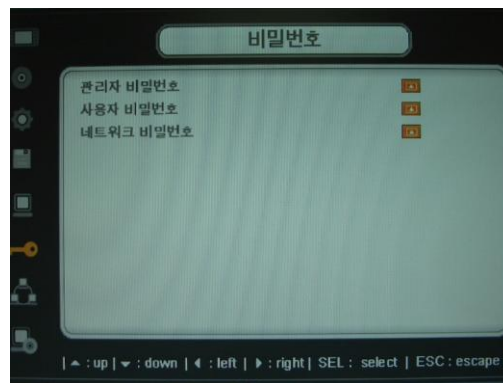 비밀번호
관리자 비밀번호
사용자 비밀번호
네트워크 비밀번호
| ▲ : up | ▼ : down | ◀ : left | ▶ : right | SEL : select | ESC : escape